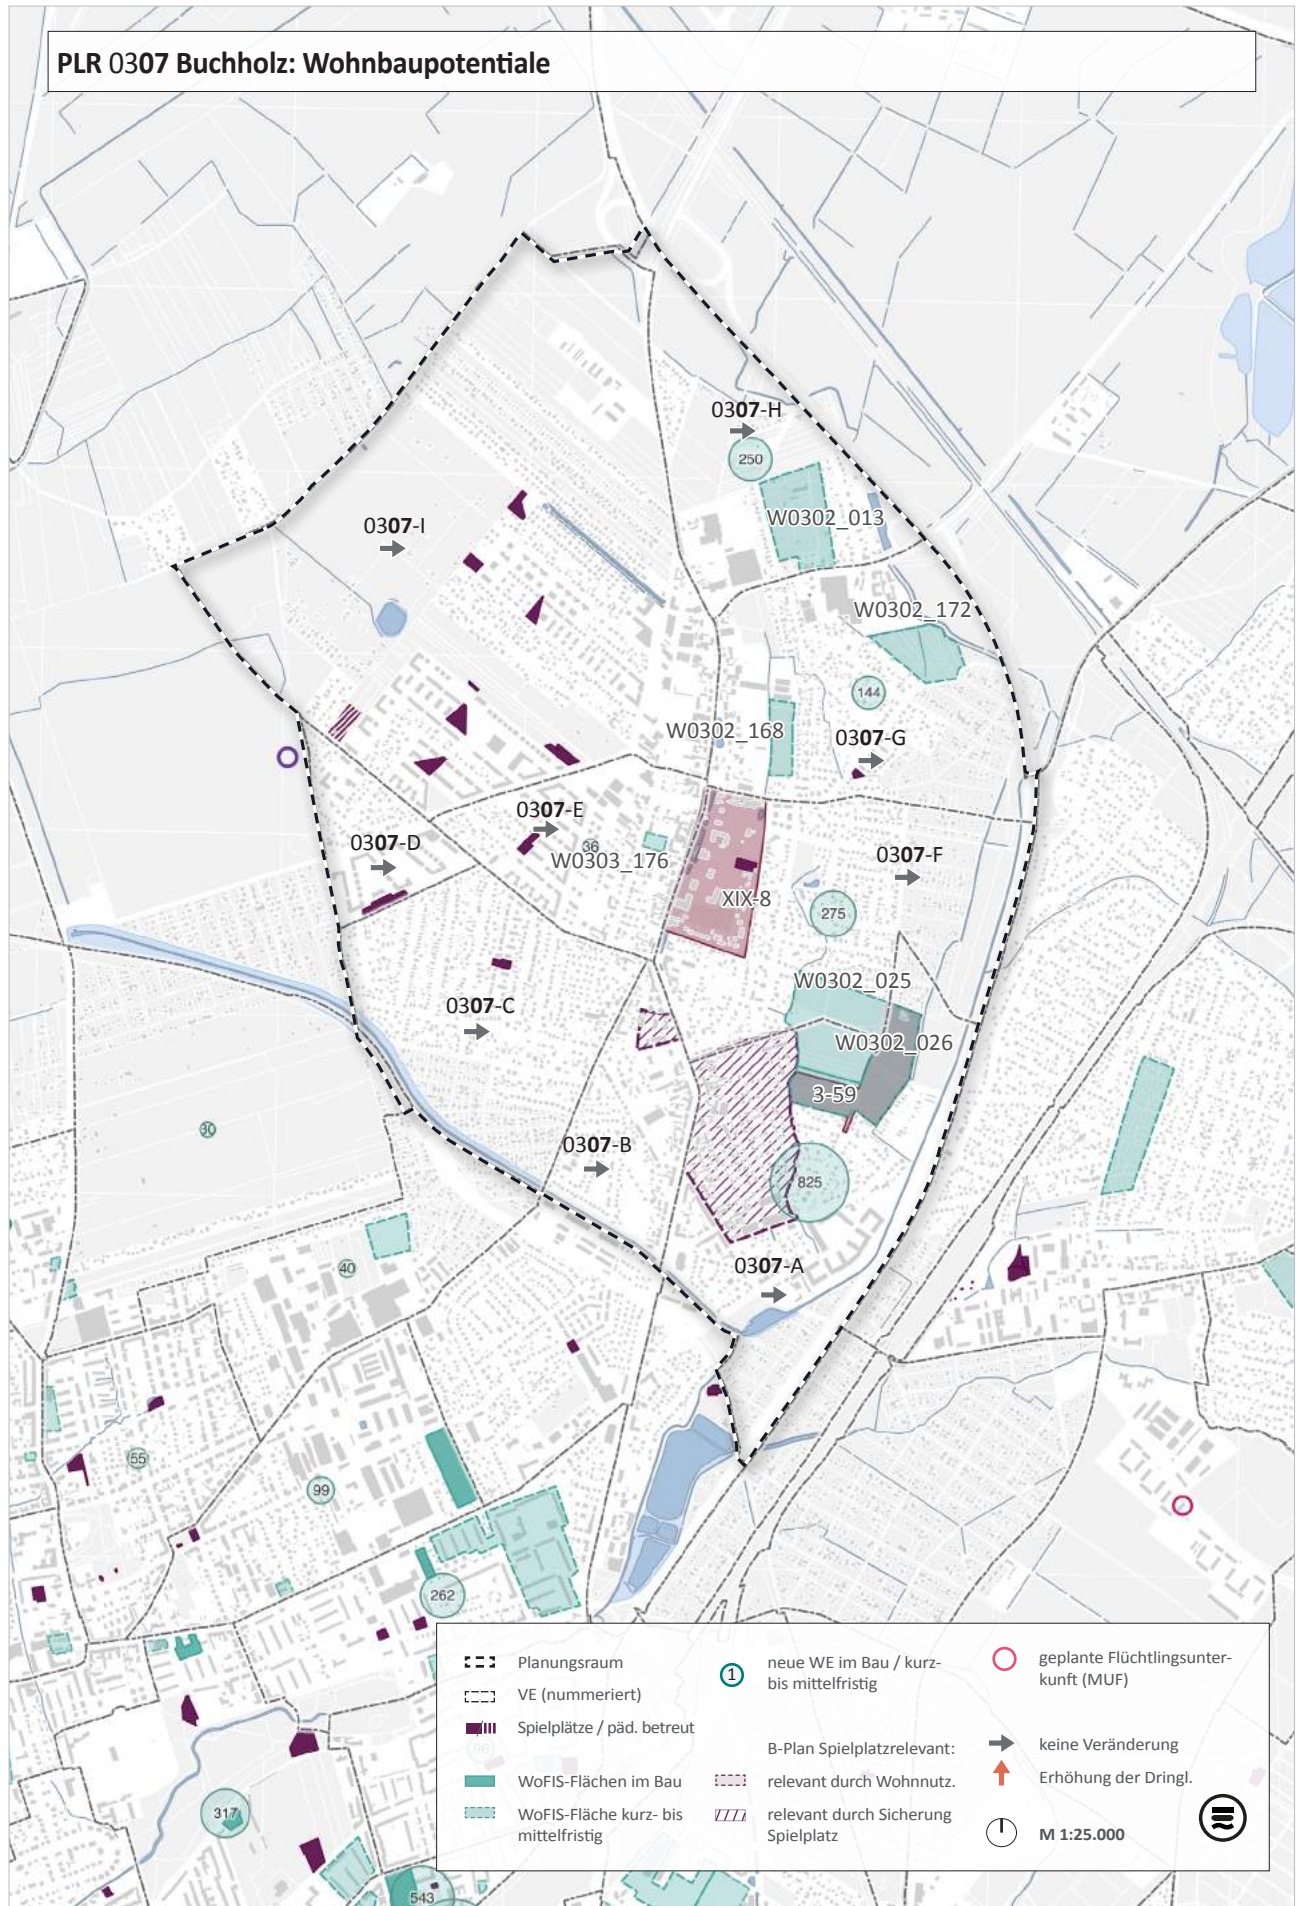 PLR 0307 Buchholz: Wohnbaupotentiale
0307-H
250
W0302_013
0307-I
W0302_172
144
W0302_168
0307-G
0307-E
36
W0303_176
0307-D
0307-F
XIX-8
275
W0302_025
0307-C
W0302_026
3-59
30
0307-B
825
0307-A
40
55
99
262
317
543
96
Planungsraum
VE (nummeriert)
Spielplätze / päd. betreut
WoFIS-Flächen im Bau
WoFIS-Fläche kurz- bis
mittelfristig
1
neue WE im Bau / kurz-
bis mittelfristig
B-Plan Spielplatzrelevant:
relevant durch Wohnnutz.
relevant durch Sicherung
Spielplatz
geplante Flüchtlingsunter-
kunft (MUF)
keine Veränderung
Erhöhung der Dringl.
M 1:25.000